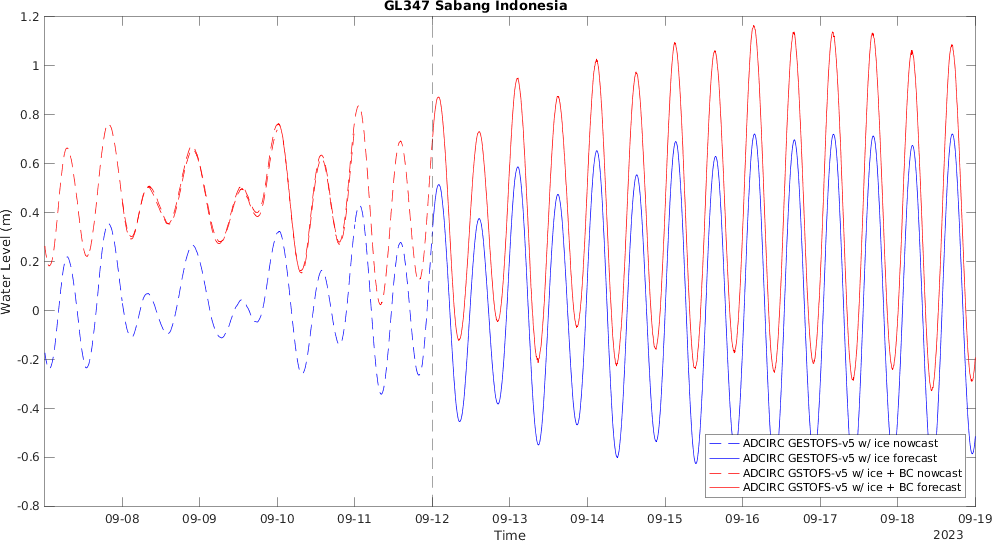 GL347 Sabang Indonesia
1.2
1
0.8
0.6
0.4
0.2
0
-0.2
-0.4
-0.6
-0.8
Water Level (m)
ADCIRC GESTOFS-v5 w/ ice nowcast
ADCIRC GESTOFS-v5 w/ ice forecast
ADCIRC GSTOFS-v5 w/ ice + BC nowcast
ADCIRC GSTOFS-v5 w/ ice + BC forecast
09-08 09-09 09-10 09-11 09-12 09-13 09-14 09-15 09-16 09-17 09-18 09-19
Time
2023